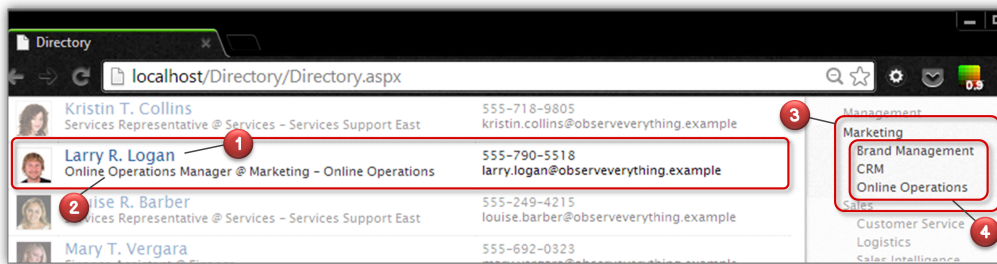 Directory
localhost/Directory/Directory.aspx
0.9
Kristin T. Collins
555-718-9805
Services Representative @ Services - Services Support East
kristin.collins@observeverything.example
1
Larry R. Logan
555-790-5518
Online Operations Manager @ Marketing - Online Operations
larry.logan@observeverything.example
2
Louise R. Barber
555-249-4215
Services Representative @ Services - Services Support East
louise.barber@observeverything.example
Mary T. Vergara
555-692-0323
3
Management
Marketing
Brand Management
CRM
Online Operations
Sales
4
Customer Service
Logistics
Sales Intelligence